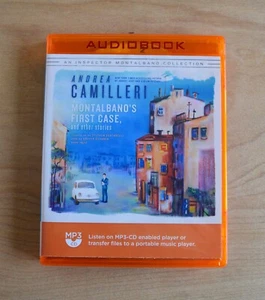 AUDIOBOOK
AN INSPECTOR MONTALBANO COLLECTION
ANDREA
CAMILLERI
MONTALBANO'S
FIRST CASE,
and other stories
MP3
CD
Listen on MP3-CD enabled player or
transfer files to a portable music player.